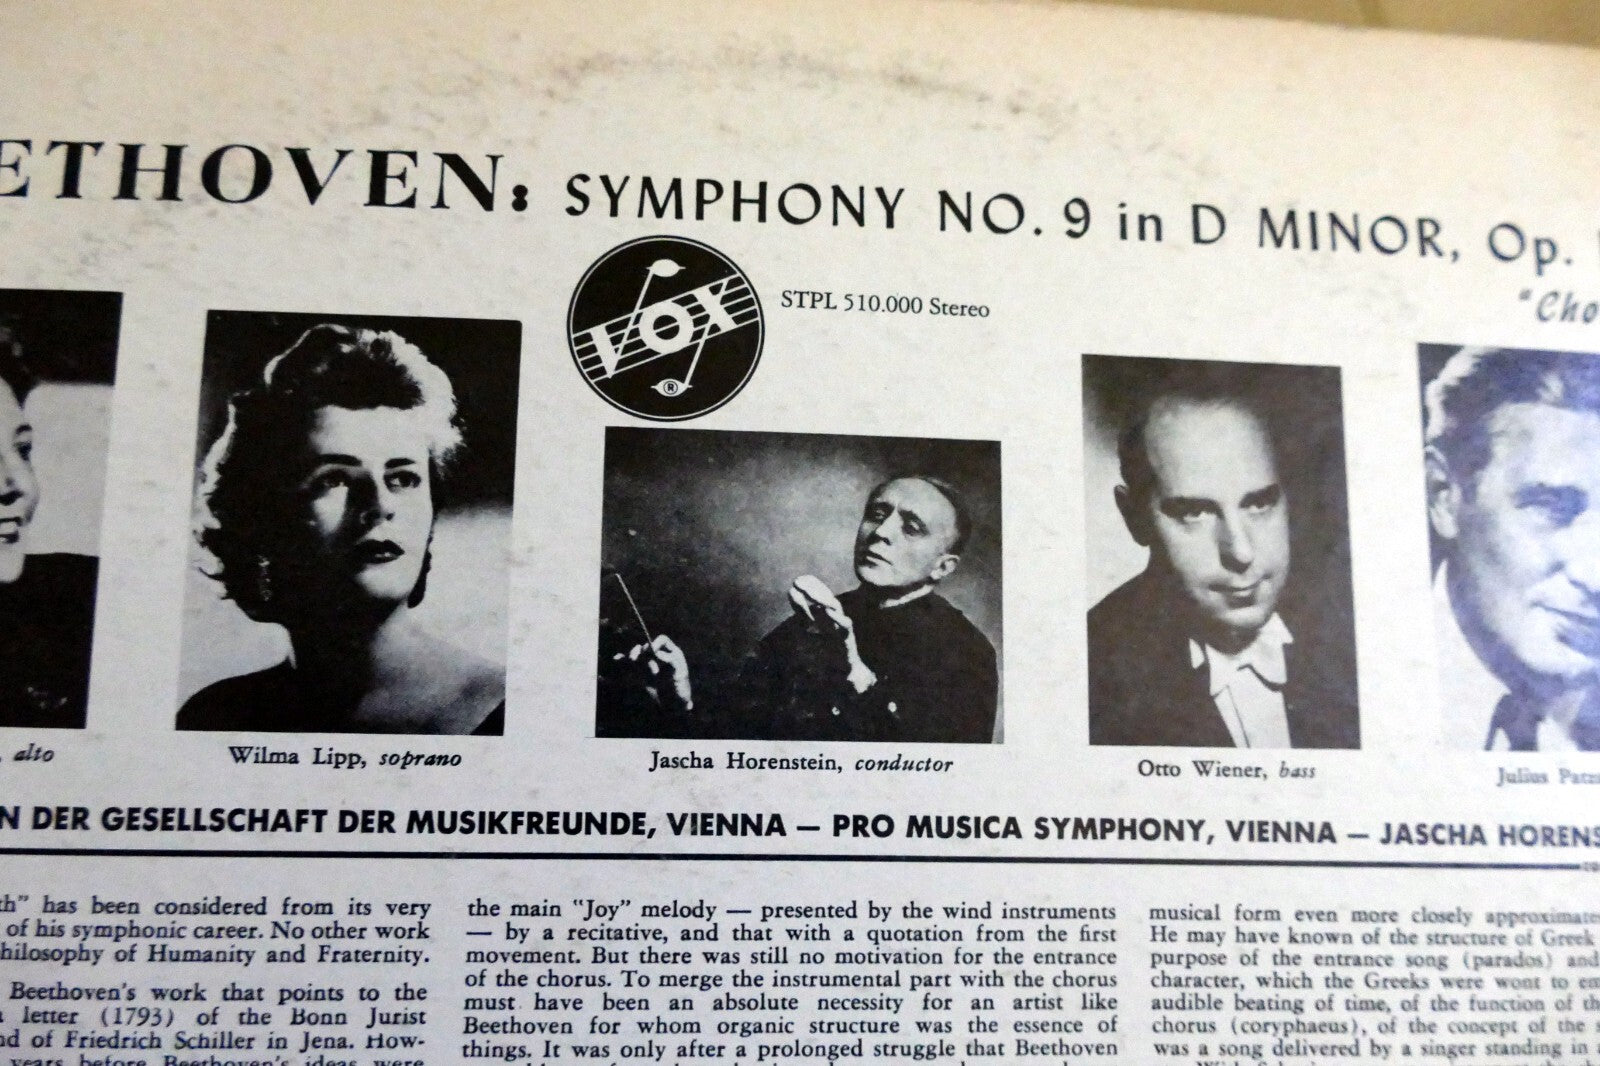 ETHOVEN: SYMPHONY NO. 9 in D MINOR, Op.
"Cho
VOX
®
STPL 510.000 Stereo
, alto
Wilma Lipp, soprano
Jascha Horenstein, conductor
Otto Wiener, bass
Julius Patz
N DER GESELLSCHAFT DER MUSIKFREUNDE, VIENNA — PRO MUSICA SYMPHONY, VIENNA — JASCHA HORENS
th" has been considered from its very
of his symphonic career. No other work
hilosophy of Humanity and Fraternity.
Beethoven's work that points to the
letter (1793) of the Bonn Jurist
nd of Friedrich Schiller in Jena. How-
years before Beethoven's ideas were
the main "Joy" melody — presented by the wind instruments
— by a recitative, and that with a quotation from the first
movement. But there was still no motivation for the entrance
of the chorus. To merge the instrumental part with the chorus
must have been an absolute necessity for an artist like
Beethoven for whom organic structure was the essence of
things. It was only after a prolonged struggle that Beethoven
musical form even more closely approximate
He may have known of the structure of Greek
purpose of the entrance song (parados) and
character, which the Greeks were wont to em
audible beating of time, of the function of th
chorus (coryphaeus), of the concept of the s
was a song delivered by a singer standing in